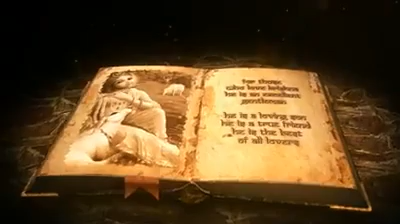 for those
who love krishna
he is an excellent
gentleman
he is a loving son
he is a true friend
he is the best
of all lovers